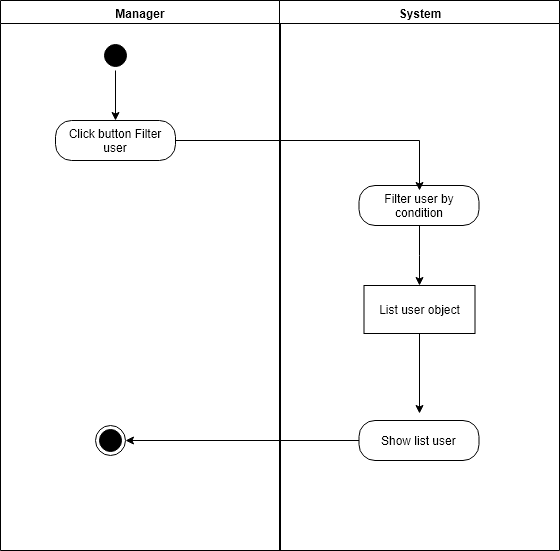 Manager
System
Click button Filter
user
Filter user by
condition
List user object
Show list user